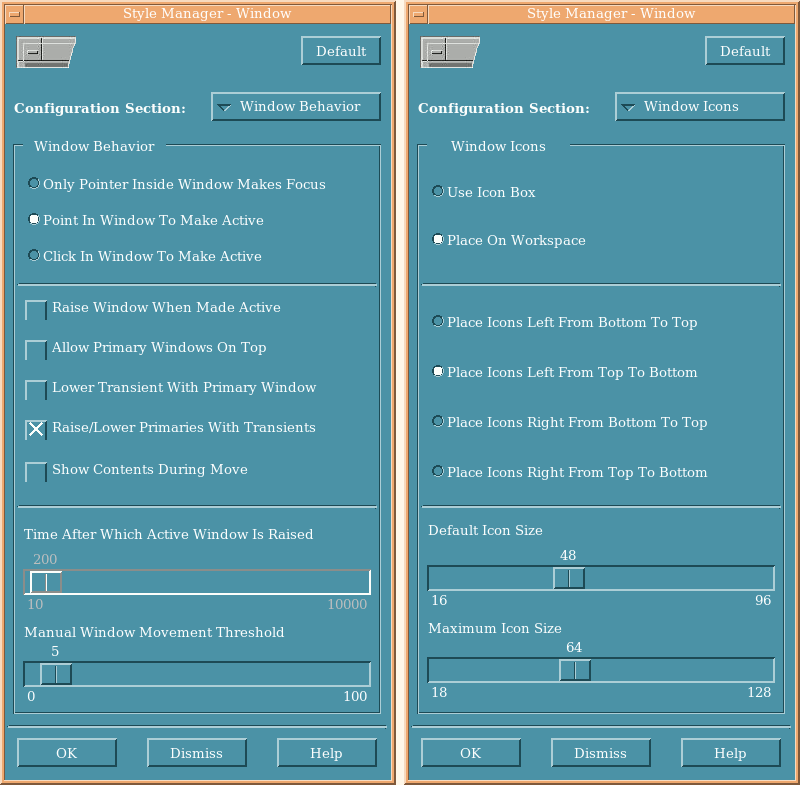 Style Manager - Window
Default
Configuration Section:
Window Behavior
Window Behavior
Only Pointer Inside Window Makes Focus
Point In Window To Make Active
Click In Window To Make Active
Raise Window When Made Active
Allow Primary Windows On Top
Lower Transient With Primary Window
Raise/Lower Primaries With Transients
Show Contents During Move
Time After Which Active Window Is Raised
200
10 10000
Manual Window Movement Threshold
5
0 100
OK Dismiss Help
Style Manager - Window
Default
Configuration Section:
Window Icons
Window Icons
Use Icon Box
Place On Workspace
Place Icons Left From Bottom To Top
Place Icons Left From Top To Bottom
Place Icons Right From Bottom To Top
Place Icons Right From Top To Bottom
Default Icon Size
48
16 96
Maximum Icon Size
64
18 128
OK Dismiss Help